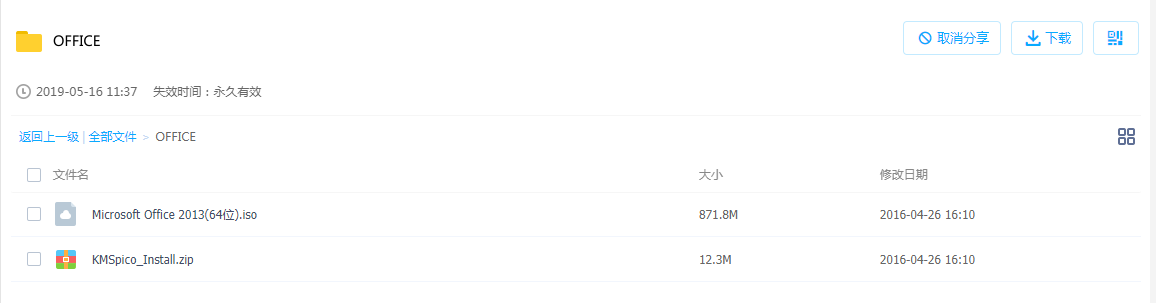 OFFICE
取消分享
下载
2019-05-16 11:37 失效时间：永久有效
返回上一级 | 全部文件 > OFFICE
文件名 大小 修改日期
Microsoft Office 2013(64位).iso 871.8M 2016-04-26 16:10
KMSpico_Install.zip 12.3M 2016-04-26 16:10